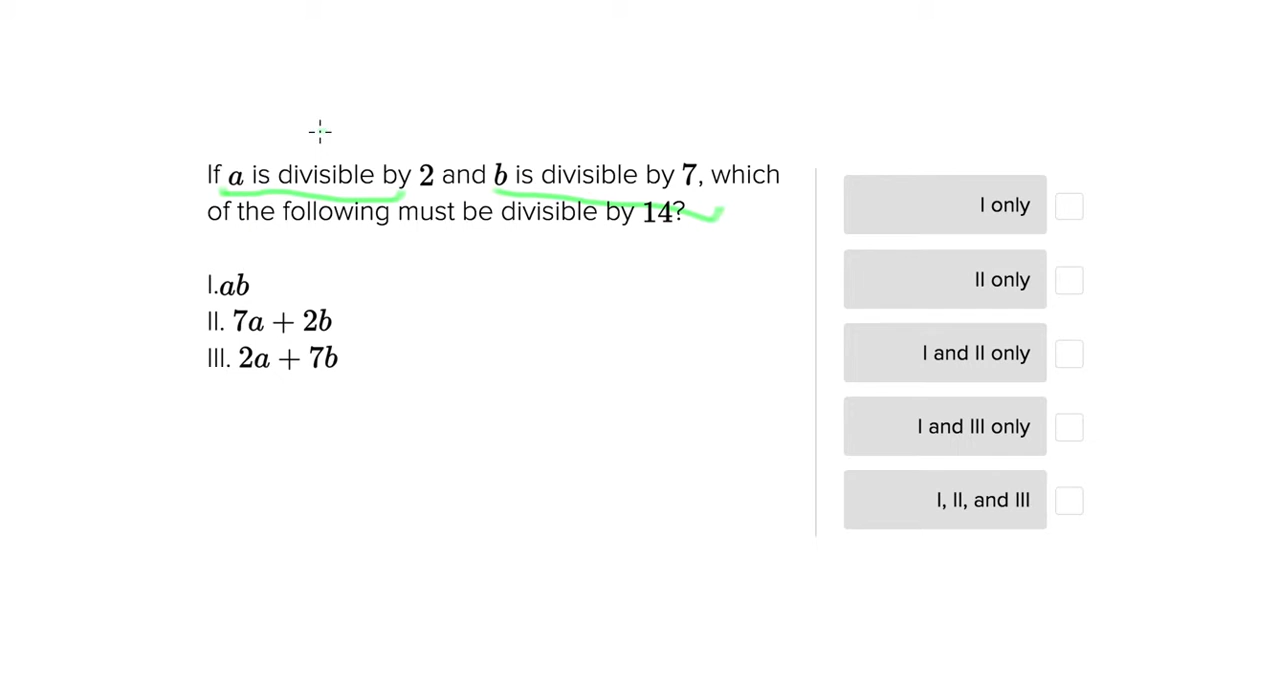 If a is divisible by 2 and b is divisible by 7, which
of the following must be divisible by 14?
I.ab
II. 7a + 2b
III. 2a + 7b
I only
II only
I and II only
I and III only
I, II, and III